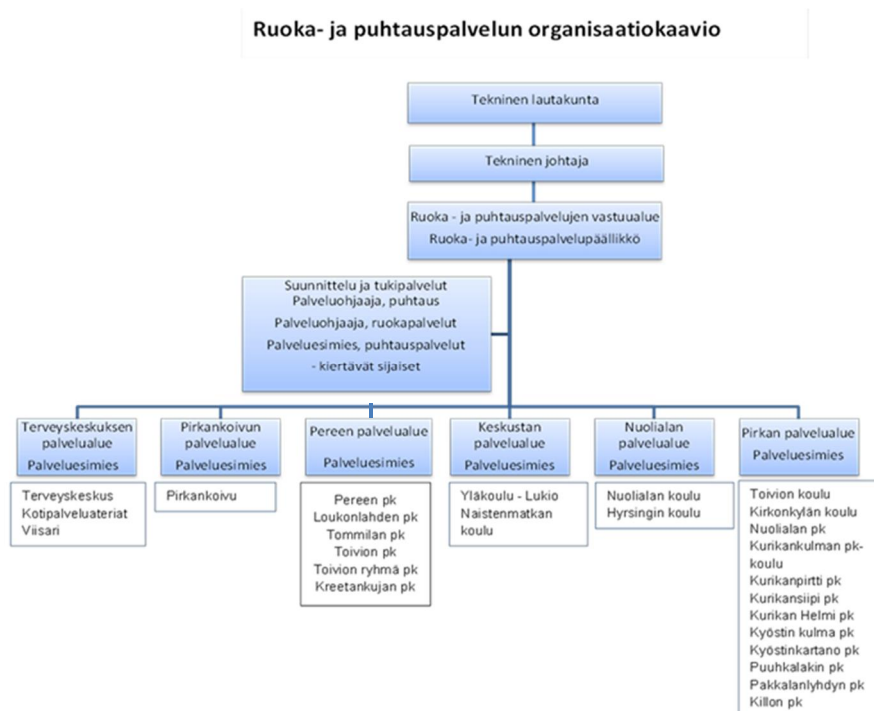 Ruoka- ja puhtauspalvelun organisaatiokaavio
Tekninen lautakunta
Tekninen johtaja
Ruoka - ja puhtauspalvelujen vastuualue
Ruoka- ja puhtauspalvelupäällikkö
Suunnittelu ja tukipalvelut
Palveluohjaaja, puhtaus
Palveluohjaaja, ruokapalvelut
Palveluesimies, puhtauspalvelut
- kiertävät sijaiset
Terveyskeskuksen
palvelualue
Palveluesimies
Terveyskeskus
Kotipalveluateriat
Viisari
Pirkankoivun
palvelualue
Palveluesimies
Pirkankoivu
Pereen palvelualue
Palveluesimies
Pereen pk
Loukonlahden pk
Tommilan pk
Toivion pk
Toivion ryhmä pk
Kreetankujan pk
Keskustan
palvelualue
Palveluesimies
Yläkoulu - Lukio
Naistenmatkan
koulu
Nuolialan
palvelualue
Palveluesimies
Nuolialan koulu
Hyrsingin koulu
Pirkan palvelualue
Palveluesimies
Toivion koulu
Kirkonkylän koulu
Nuolialan pk
Kurikankulman pk-
koulu
Kurikanpirtti pk
Kurikansiipi pk
Kurikan Helmi pk
Kyöstin kulma pk
Kyöstinkartano pk
Puuhkalakin pk
Pakkalanlyhdyn pk
Killon pk